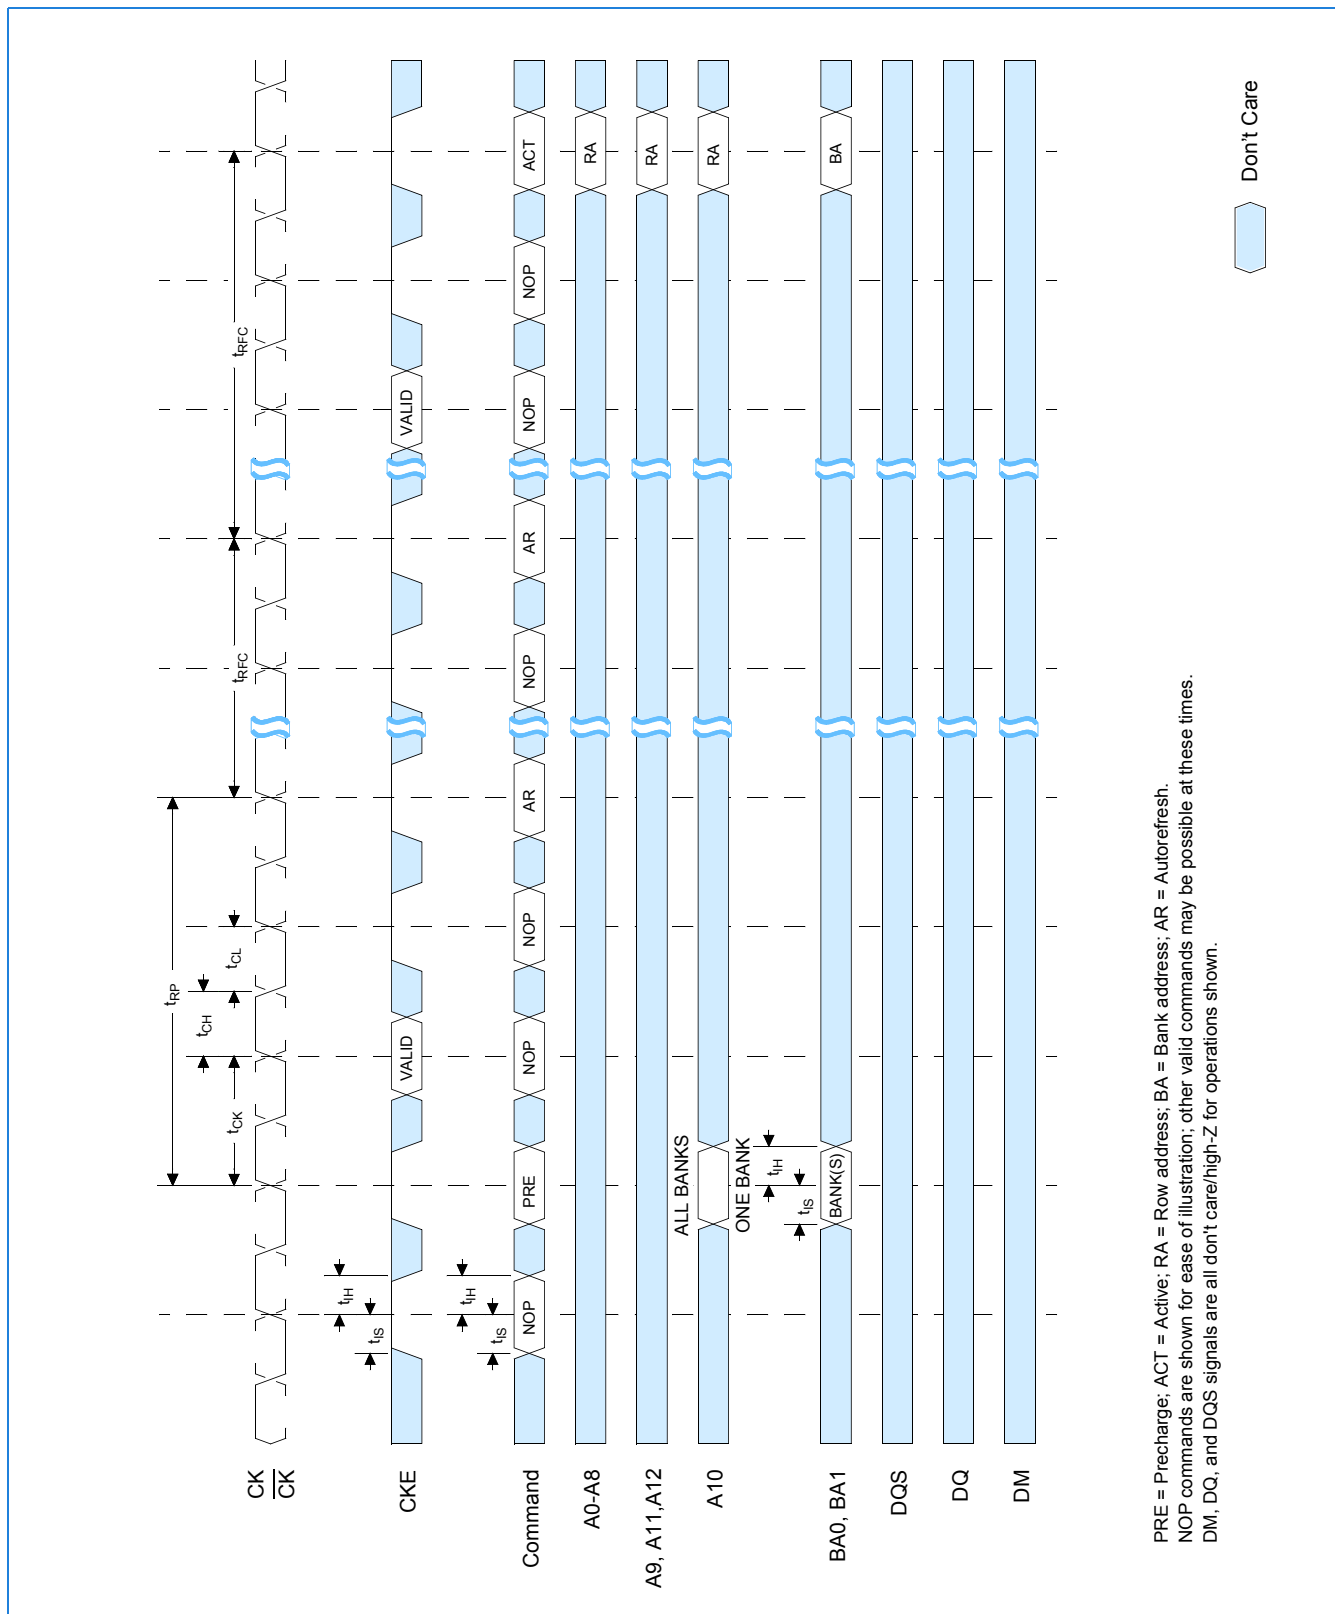 tRP
tCK
tCH
tCL
tRFC
tRFC
CK
CK
tIS
tIH
CKE
VALID
VALID
tIS
tIH
Command
NOP
PRE
NOP
NOP
AR
NOP
AR
NOP
NOP
ACT
A0-A8
RA
A9, A11,A12
RA
ALL BANKS
A10
RA
ONE BANK
tIS
tIH
BA0, BA1
BANK(S)
BA
DQS
DQ
DM
PRE = Precharge; ACT = Active; RA = Row address; BA = Bank address; AR = Autorefresh.
NOP commands are shown for ease of illustration; other valid commands may be possible at these times.
DM, DQ, and DQS signals are all don't care/high-Z for operations shown.
Don't Care